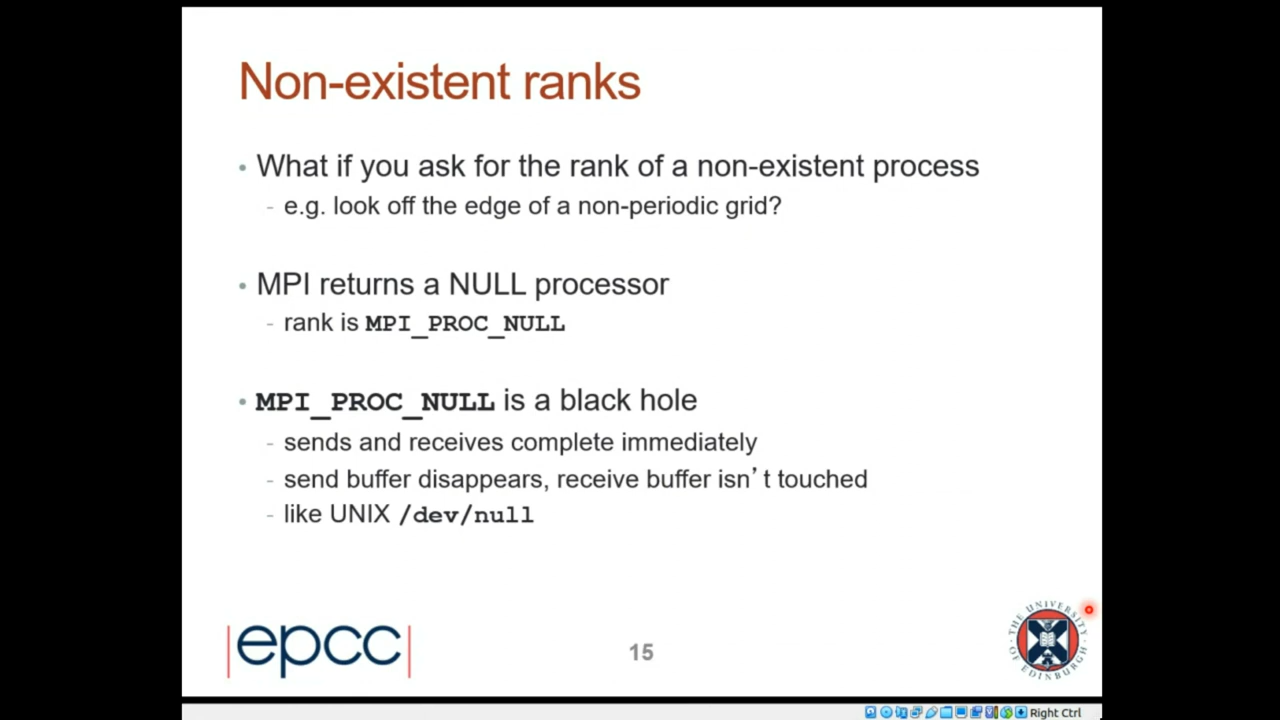 Non-existent ranks
• What if you ask for the rank of a non-existent process
- e.g. look off the edge of a non-periodic grid?
• MPI returns a NULL processor
- rank is MPI_PROC_NULL
• MPI_PROC_NULL is a black hole
- sends and receives complete immediately
- send buffer disappears, receive buffer isn't touched
- like UNIX /dev/null
|epcc|
15
THE UNIVERSITY OF EDINBURGH
Right Ctrl